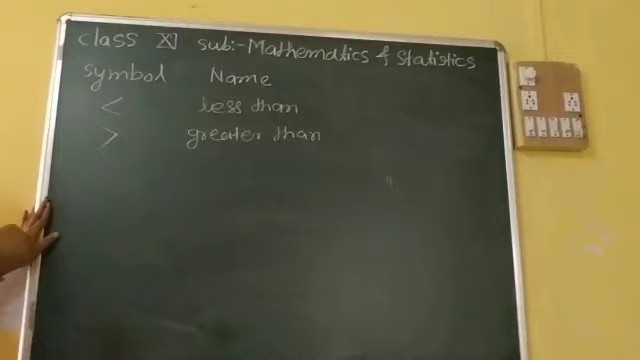 class XI sub:- Mathematics & Statistics
symbol Name
< less than
> greater than